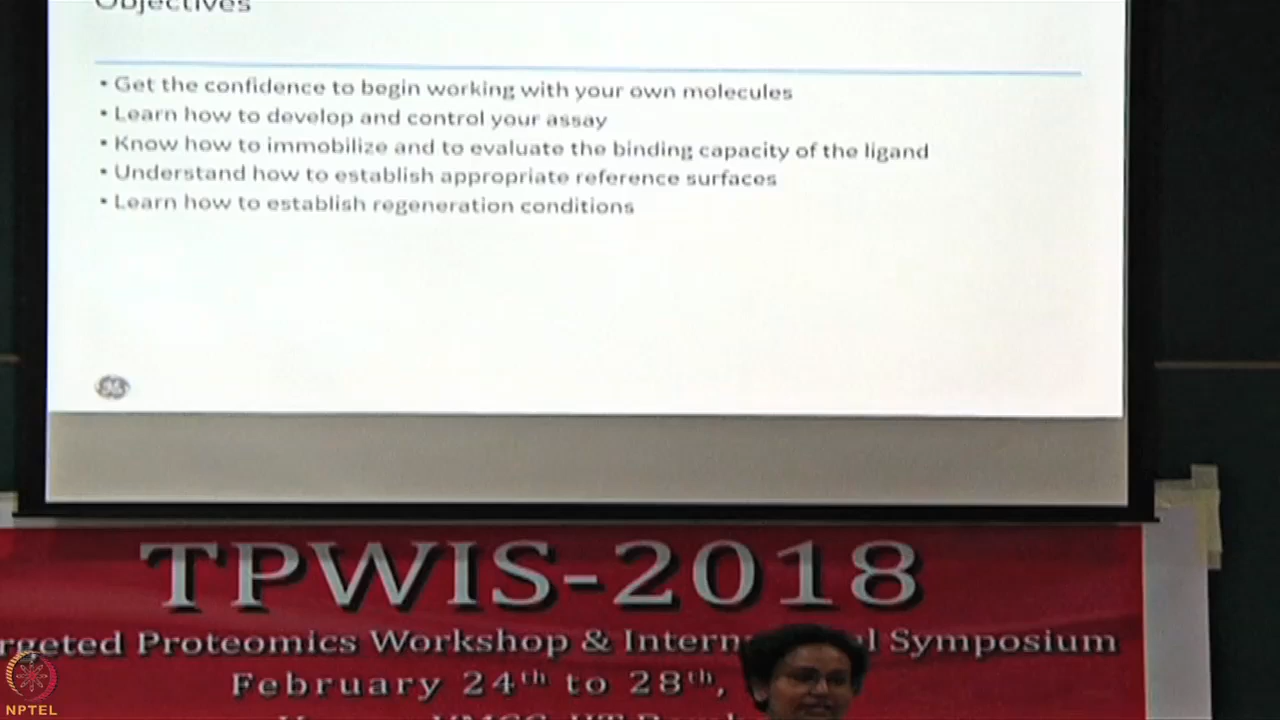 Objectives
• Get the confidence to begin working with your own molecules
• Learn how to develop and control your assay
• Know how to immobilize and to evaluate the binding capacity of the ligand
• Understand how to establish appropriate reference surfaces
• Learn how to establish regeneration conditions
TPWIS-2018
rgeted Proteomics Workshop & Intern l Symposium
February 24th to 28th,
NPTEL